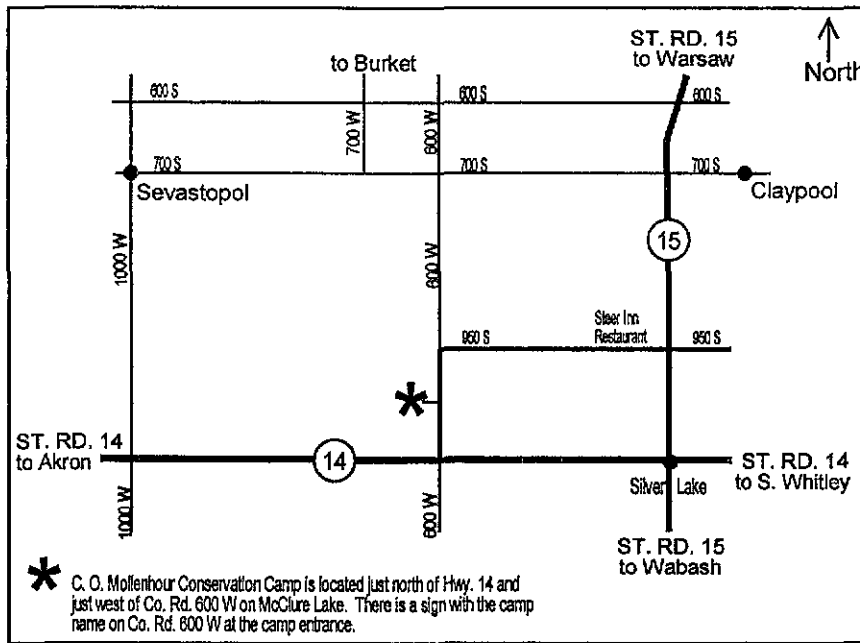 ST. RD. 15
to Warsaw
North
to Burket
600 S
600 S
600 S
700 W
600 W
700 S
700 S
700 S
Sevastopol
Claypool
1000 W
600 W
15
Steer Inn
Restaurant
950 S
950 S
*
ST. RD. 14
to Akron
14
Silver Lake
ST. RD. 14
to S. Whitley
1000 W
600 W
ST. RD. 15
to Wabash
* C. O. Mollenhour Conservation Camp is located just north of Hwy. 14 and
just west of Co. Rd. 600 W on McClure Lake. There is a sign with the camp
name on Co. Rd. 600 W at the camp entrance.